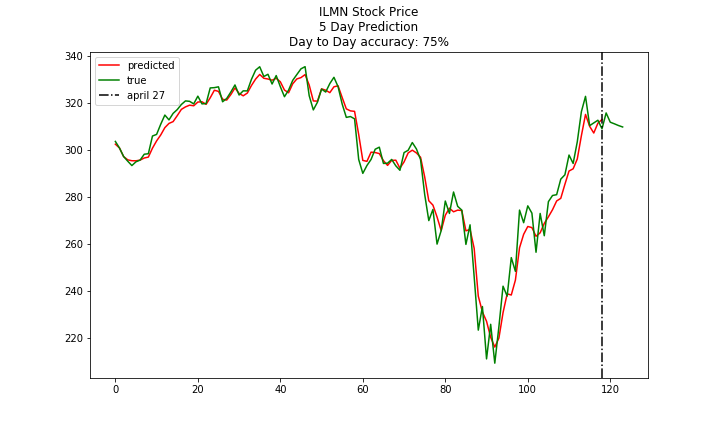 ILMN Stock Price
5 Day Prediction
Day to Day accuracy: 75%
predicted
true
april 27
340
320
300
280
260
240
220
0
20
40
60
80
100
120